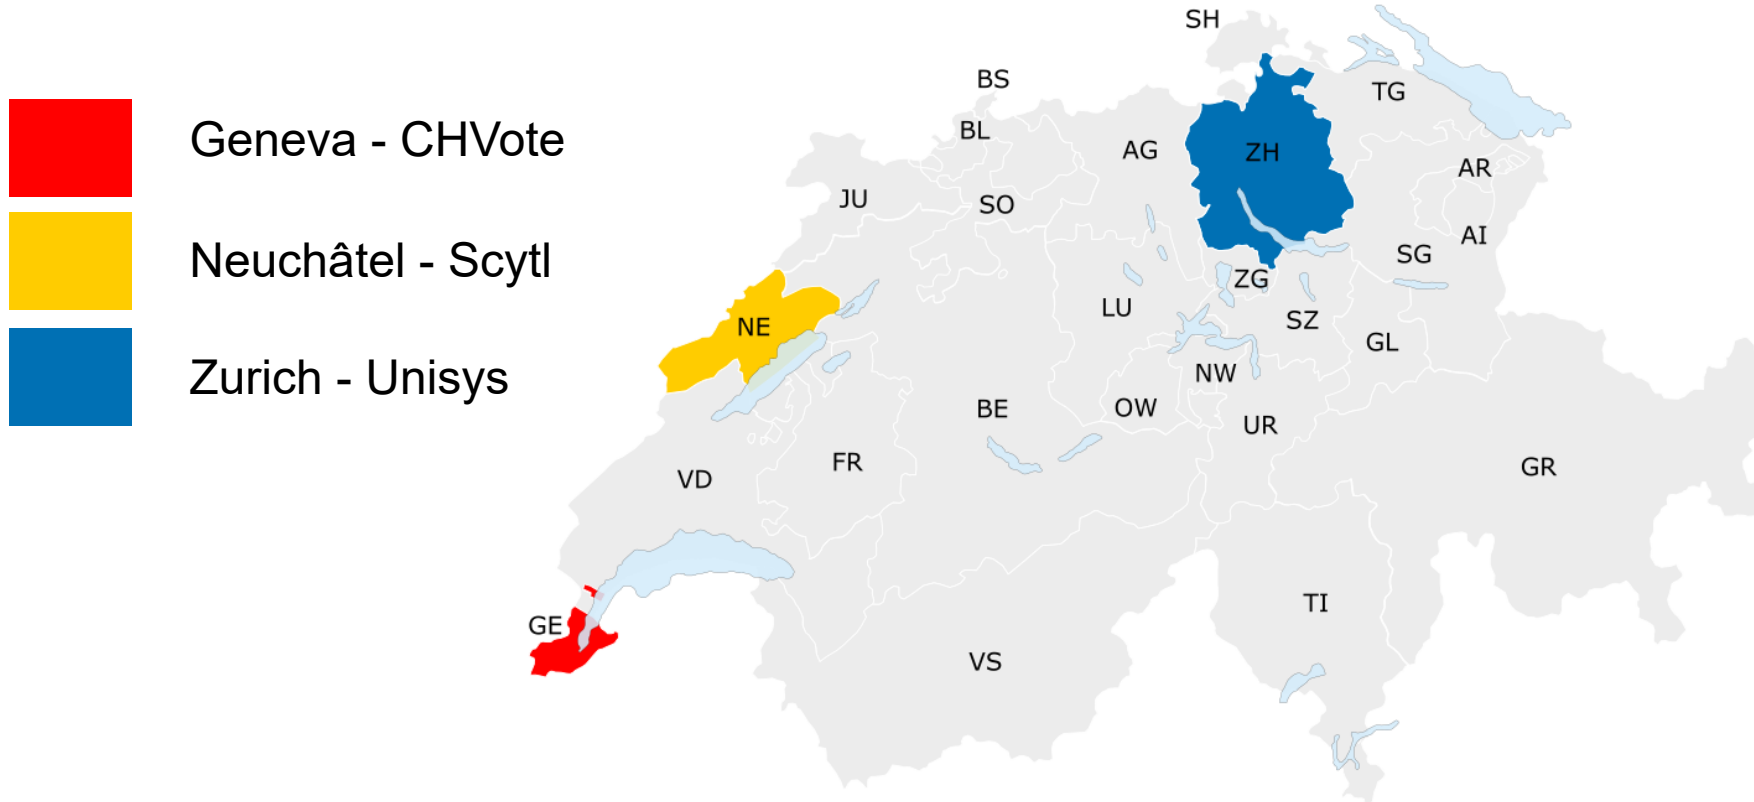 Geneva - CHVote
Neuchâtel - Scytl
Zurich - Unisys
SH
BS
TG
BL
AG
ZH
AR
JU
SO
AI
SG
ZG
LU
SZ
NE
GL
NW
BE
OW
UR
FR
GR
VD
TI
GE
VS